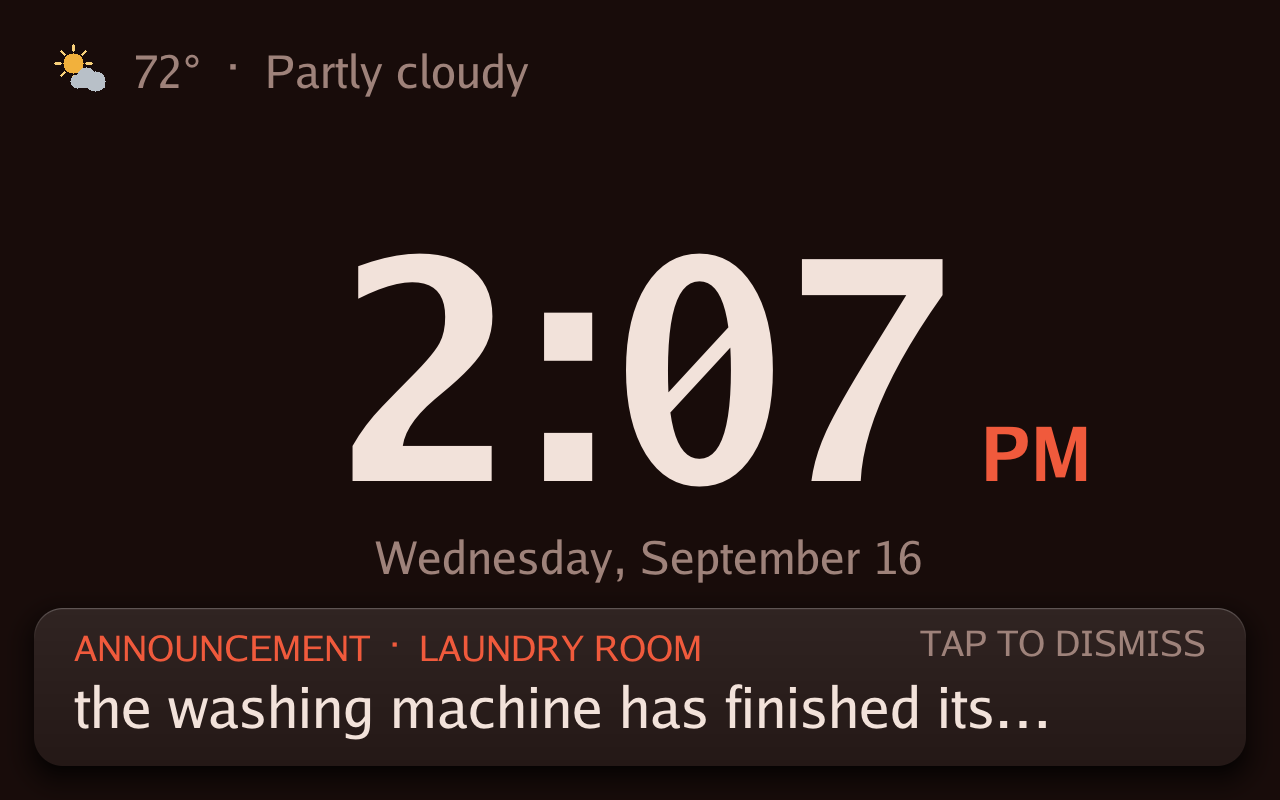 72° · Partly cloudy
2:07 PM
Wednesday, September 16
ANNOUNCEMENT · LAUNDRY ROOM
TAP TO DISMISS
the washing machine has finished its...